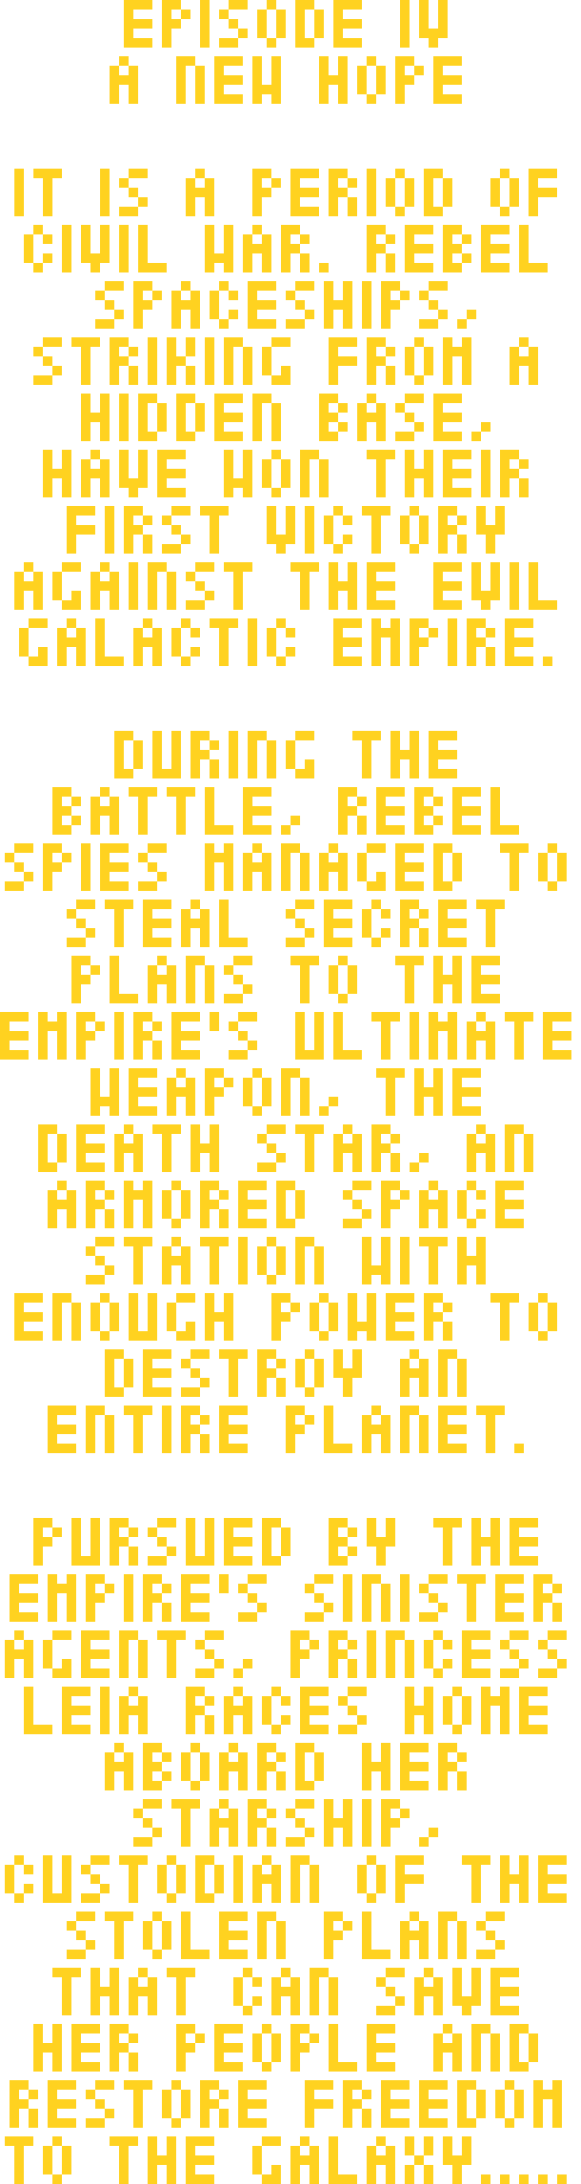 EPISODE IV
A NEW HOPE
IT IS A PERIOD OF
CIVIL WAR. REBEL
SPACESHIPS,
STRIKING FROM A
HIDDEN BASE,
HAVE WON THEIR
FIRST VICTORY
AGAINST THE EVIL
GALACTIC EMPIRE.
DURING THE
BATTLE, REBEL
SPIES MANAGED TO
STEAL SECRET
PLANS TO THE
EMPIRE'S ULTIMATE
WEAPON, THE
DEATH STAR, AN
ARMORED SPACE
STATION WITH
ENOUGH POWER TO
DESTROY AN
ENTIRE PLANET.
PURSUED BY THE
EMPIRE'S SINISTER
AGENTS, PRINCESS
LEIA RACES HOME
ABOARD HER
STARSHIP,
CUSTODIAN OF THE
STOLEN PLANS
THAT CAN SAVE
HER PEOPLE AND
RESTORE FREEDOM
TO THE GALAXY....